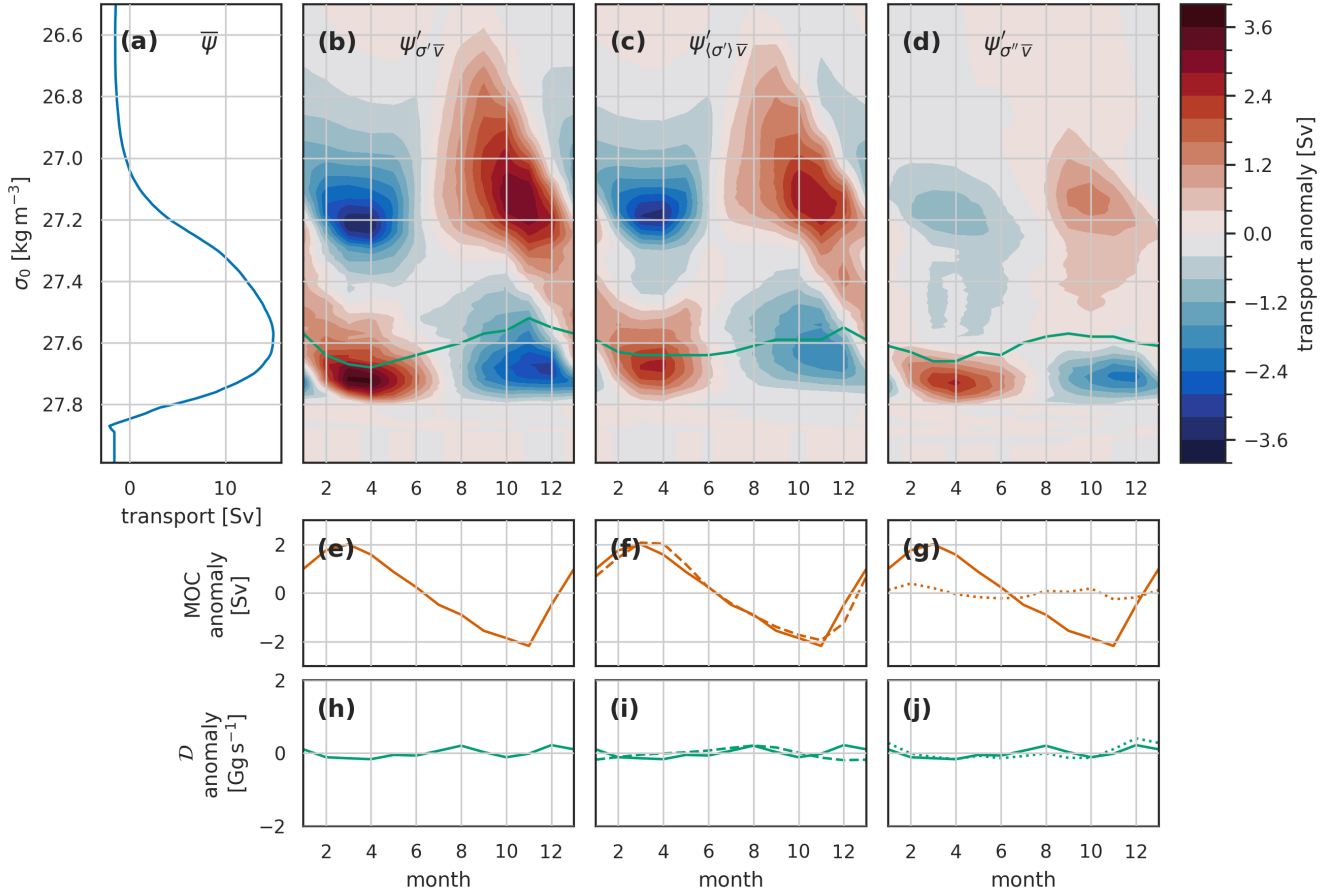 (a) ψ̅
(b) ψ′σ′ v̅
(c) ψ′⟨σ′⟩ v̅
(d) ψ′σ″ v̅
26.6
26.8
27.0
27.2
27.4
27.6
27.8
σ₀ [kg m⁻³]
0 10
transport [Sv]
2 4 6 8 10 12
2 4 6 8 10 12
2 4 6 8 10 12
3.6
2.4
1.2
0.0
−1.2
−2.4
−3.6
transport anomaly [Sv]
(e)
(f)
(g)
2
0
−2
MOC
anomaly
[Sv]
(h)
(i)
(j)
2
0
−2
𝒟
anomaly
[Gg s⁻¹]
2 4 6 8 10 12
2 4 6 8 10 12
2 4 6 8 10 12
month
month
month